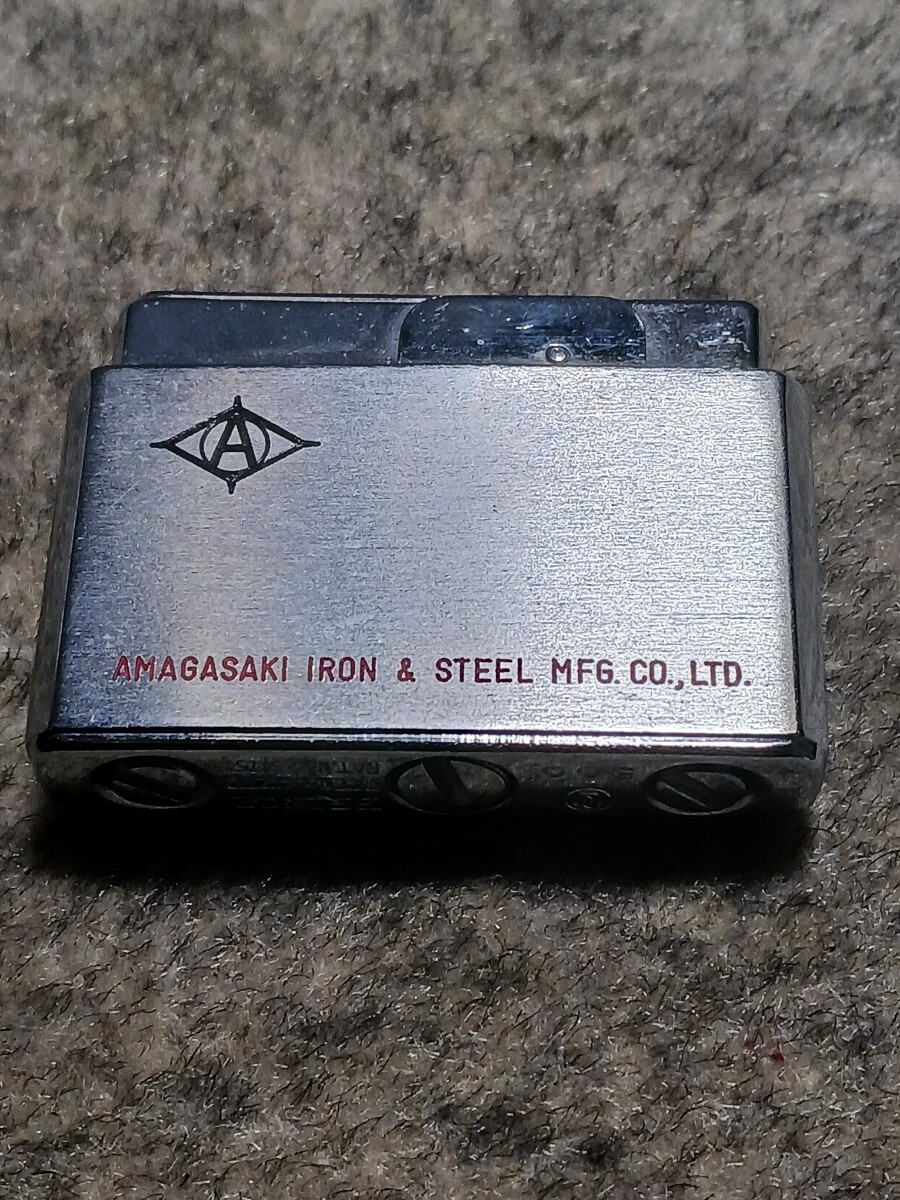 A
AMAGASAKI IRON & STEEL MFG. CO., LTD.